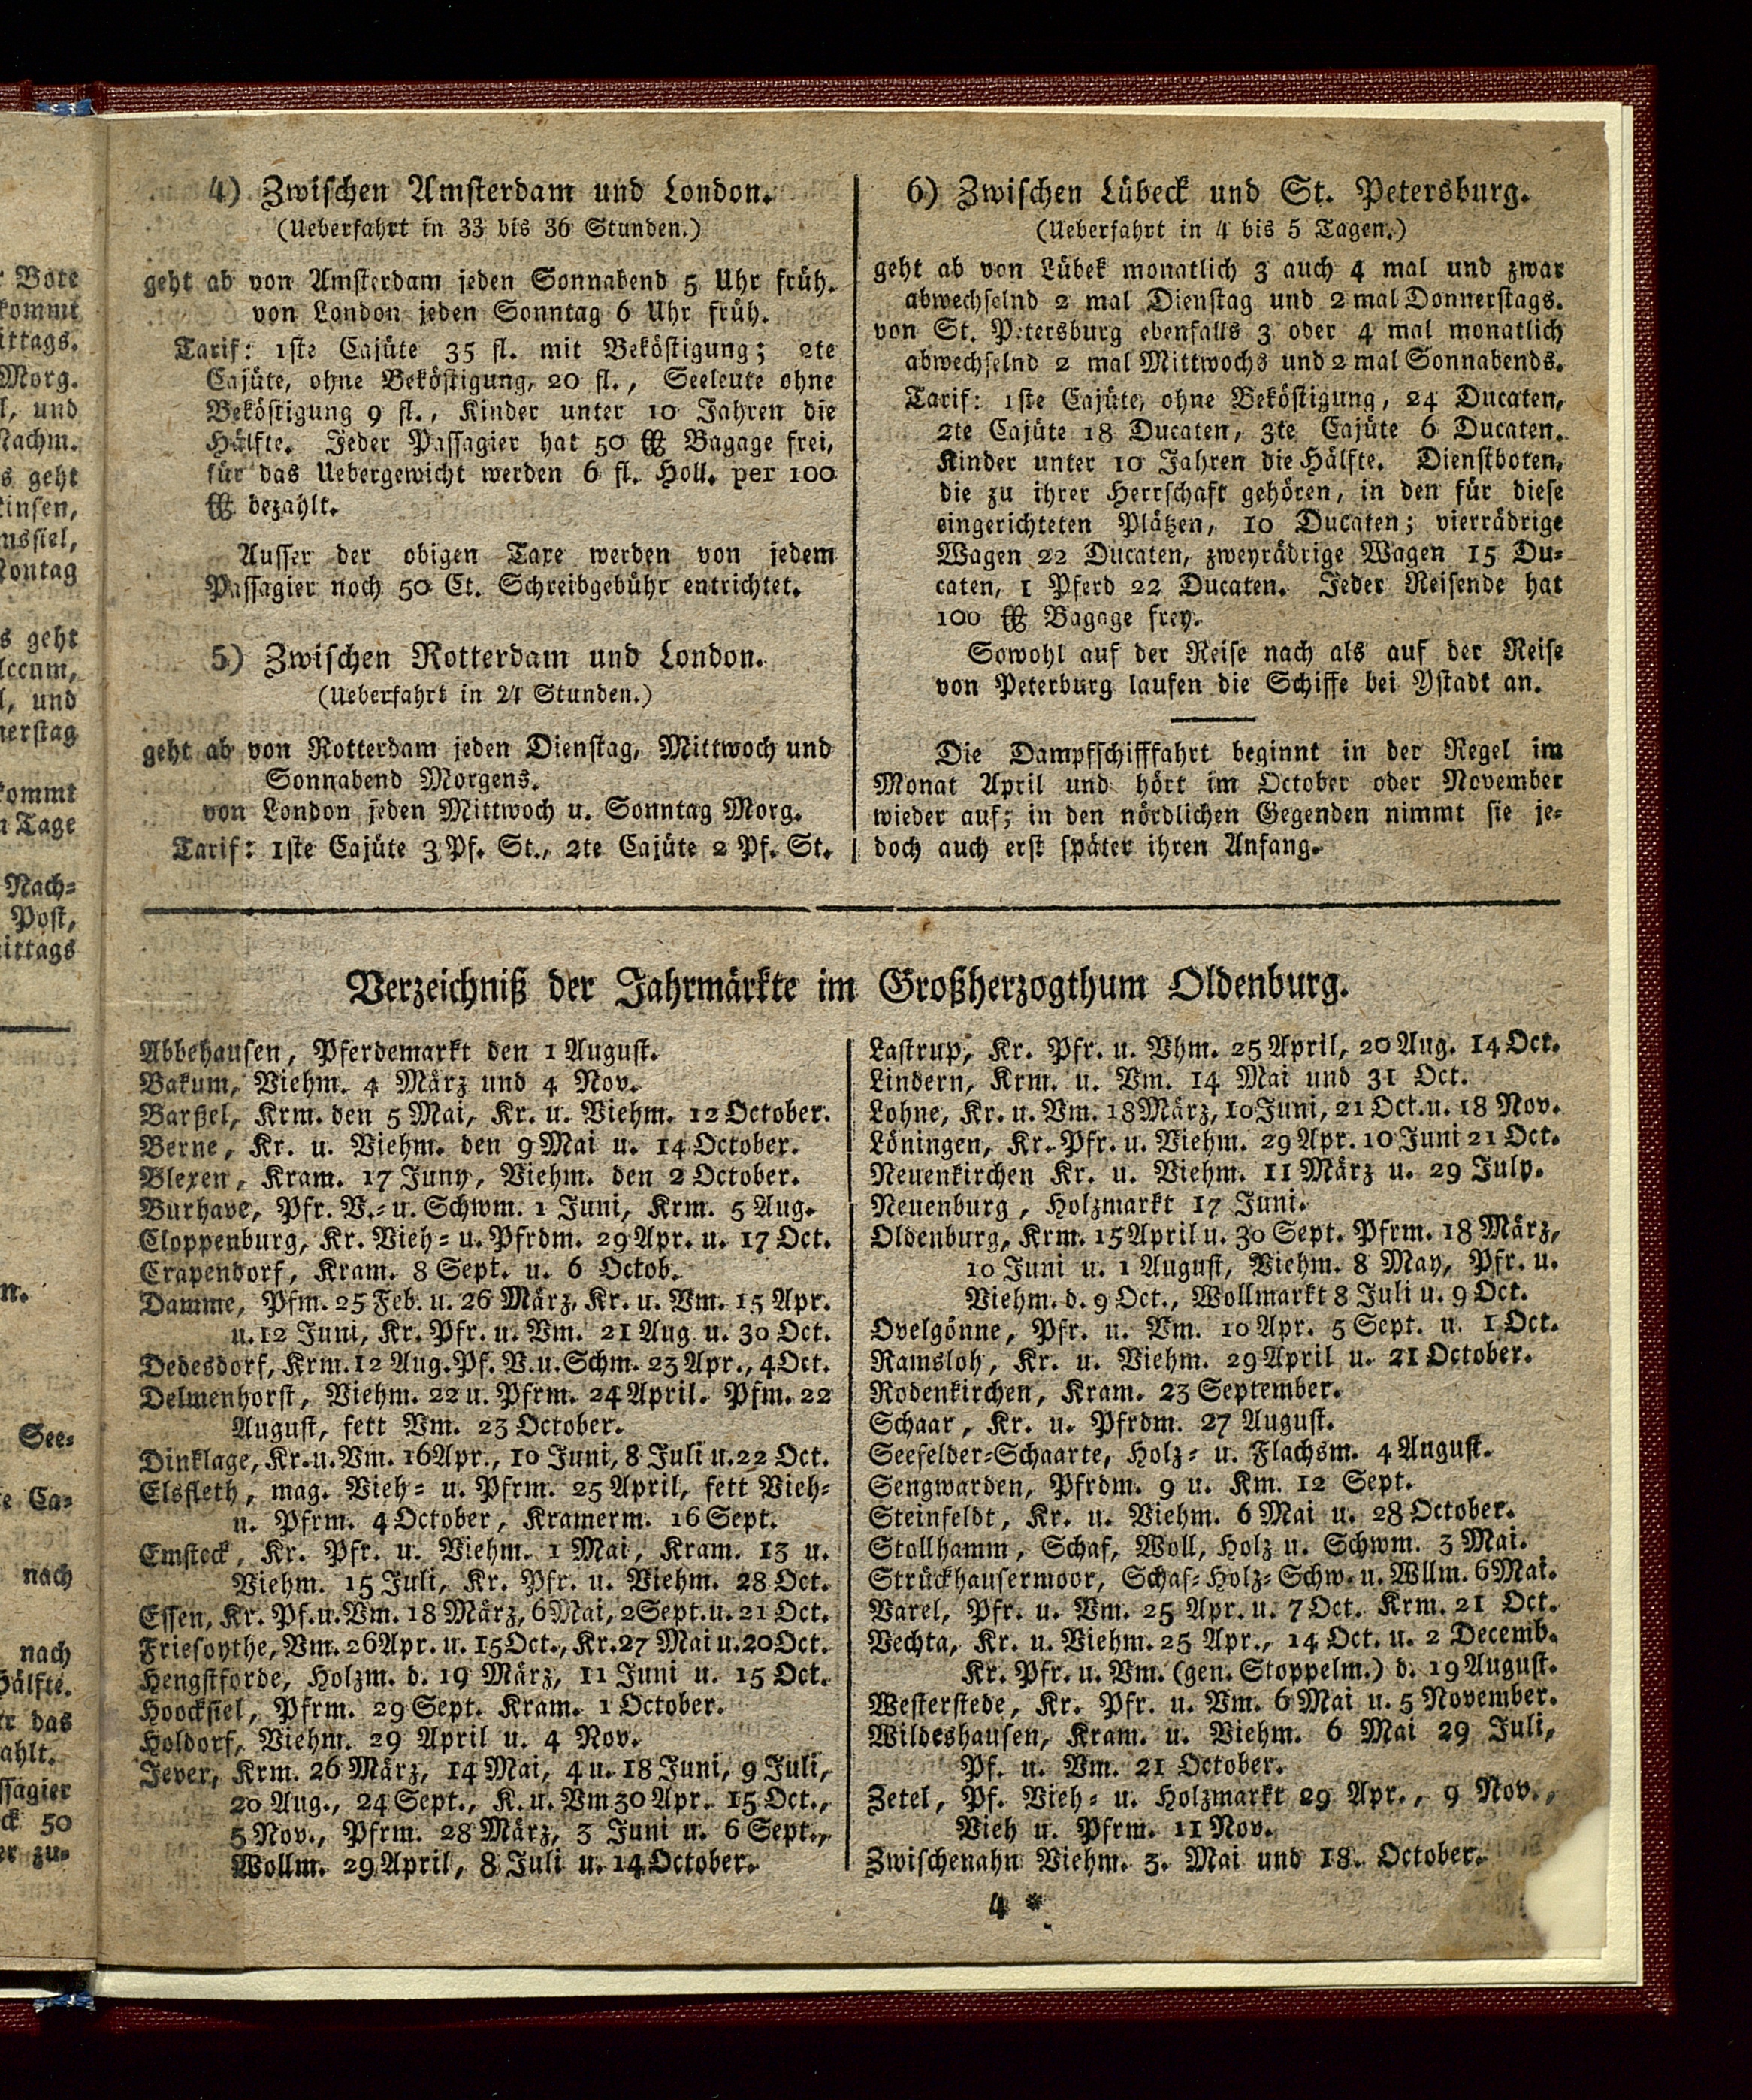 4) Zwischen Amsterdam und London.
(Ueberfahrt in 33 bis 36 Stunden.)
geht ab von Amsterdam jeden Sonnabend 5 Uhr früh.
von London jeden Sonntag 6 Uhr früh.
Tarif: 1ste Cajüte 35 fl. mit Beköstigung; 2te
Cajüte, ohne Beköstigung, 20 fl., Seeleute ohne
Beköstigung 9 fl., Kinder unter 10 Jahren die
Hälfte. Jeder Passagier hat 50 ℔ Bagage frei,
für das Uebergewicht werden 6 fl. Holl. per 100
℔ bezahlt.
Ausser der obigen Taxe werden von jedem
Passagier noch 50 Ct. Schreibgebühr entrichtet.
5) Zwischen Rotterdam und London.
(Ueberfahrt in 24 Stunden.)
geht ab von Rotterdam jeden Dienstag, Mittwoch und
Sonnabend Morgens.
von London jeden Mittwoch u. Sonntag Morg.
Tarif: 1ste Cajüte 3 Pf. St., 2te Cajüte 2 Pf. St.
6) Zwischen Lübeck und St. Petersburg.
(Ueberfahrt in 4 bis 5 Tagen.)
geht ab von Lübek monatlich 3 auch 4 mal und zwar
abwechselnd 2 mal Dienstag und 2 mal Donnerstags.
von St. Petersburg ebenfalls 3 oder 4 mal monatlich
abwechselnd 2 mal Mittwochs und 2 mal Sonnabends.
Tarif: 1ste Cajüte, ohne Beköstigung, 24 Ducaten,
2te Cajüte 18 Ducaten, 3te Cajüte 6 Ducaten.
Kinder unter 10 Jahren die Hälfte. Dienstboten,
die zu ihrer Herrschaft gehören, in den für diese
eingerichteten Plätzen, 10 Ducaten; vierrädrige
Wagen 22 Ducaten, zweyrädrige Wagen 15 Du-
caten, 1 Pferd 22 Ducaten. Jeder Reisende hat
100 ℔ Bagage frey.
Sowohl auf der Reise nach als auf der Reise
von Peterburg laufen die Schiffe bei Ystadt an.
Die Dampfschifffahrt beginnt in der Regel im
Monat April und hört im October oder November
wieder auf; in den nördlichen Gegenden nimmt sie je-
doch auch erst später ihren Anfang.
Verzeichniß der Jahrmärkte im Großherzogthum Oldenburg.
Abbehausen, Pferdemarkt den 1 August.
Bakum, Viehm. 4 März und 4 Nov.
Barßel, Krm. den 5 Mai, Kr. u. Viehm. 12 October.
Berne, Kr. u. Viehm. den 9 Mai u. 14 October.
Blexen, Kram. 17 Juny, Viehm. den 2 October.
Burhave, Pfr. V.- u. Schwm. 1 Juni, Krm. 5 Aug.
Cloppenburg, Kr. Vieh- u. Pfrdm. 29 Apr. u. 17 Oct.
Crapendorf, Kram. 8 Sept. u. 6 Octob.
Damme, Pfm. 25 Feb. u. 26 März, Kr. u. Vm. 15 Apr.
u. 12 Juni, Kr. Pfr. u. Vm. 21 Aug u. 30 Oct.
Dedesdorf, Krm. 12 Aug. Pf. V. u. Schm. 23 Apr., 4 Oct.
Delmenhorst, Viehm. 22 u. Pfrm. 24 April. Pfm. 22
August, fett Vm. 23 October.
Dinklage, Kr. u. Vm. 16 Apr., 10 Juni, 8 Juli u. 22 Oct.
Elsfleth, mag. Vieh- u. Pfrm. 25 April, fett Vieh-
u. Pfrm. 4 October, Kramerm. 16 Sept.
Emsteck, Kr. Pfr. u. Viehm. 1 Mai, Kram. 13 u.
Viehm. 15 Juli, Kr. Pfr. u. Viehm. 28 Oct.
Essen, Kr. Pf. u. Vm. 18 März, 6 Mai, 2 Sept. u. 21 Oct.
Friesoythe, Vm. 26 Apr. u. 15 Oct., Kr. 27 Mai u. 20 Oct.
Hengstforde, Holzm. d. 19 März, 11 Juni u. 15 Oct.
Hoocksiel, Pfrm. 29 Sept. Kram. 1 October.
Holdorf, Viehm. 29 April u. 4 Nov.
Jever, Krm. 26 März, 14 Mai, 4 u. 18 Juni, 9 Juli,
20 Aug., 24 Sept., K. u. Vm 30 Apr. 15 Oct.,
5 Nov., Pfrm. 28 März, 3 Juni u. 6 Sept.,
Wollm. 29 April, 8 Juli u. 14 October.
Lastrup, Kr. Pfr. u. Vhm. 25 April, 20 Aug. 14 Oct.
Lindern, Krm. u. Vm. 14 Mai und 31 Oct.
Lohne, Kr. u. Vm. 18 März, 10 Juni, 21 Oct. u. 18 Nov.
Löningen, Kr. Pfr. u. Viehm. 29 Apr. 10 Juni 21 Oct.
Neuenkirchen Kr. u. Viehm. 11 März u. 29 July.
Neuenburg, Holzmarkt 17 Juni.
Oldenburg, Krm. 15 April u. 30 Sept. Pfrm. 18 März,
10 Juni u. 1 August, Viehm. 8 May, Pfr. u.
Viehm. d. 9 Oct., Wollmarkt 8 Juli u. 9 Oct.
Ovelgönne, Pfr. u. Vm. 10 Apr. 5 Sept. u. 1 Oct.
Ramsloh, Kr. u. Viehm. 29 April u. 21 October.
Rodenkirchen, Kram. 23 September.
Schaar, Kr. u. Pfrdm. 27 August.
Seefelder-Schaarte, Holz- u. Flachsm. 4 August.
Sengwarden, Pfrdm. 9 u. Km. 12 Sept.
Steinfeldt, Kr. u. Viehm. 6 Mai u. 28 October.
Stollhamm, Schaf, Woll, Holz u. Schwm. 3 Mai.
Strückhausermoor, Schaf- Holz- Schw. u. Wllm. 6 Mai.
Varel, Pfr. u. Vm. 25 Apr. u. 7 Oct. Krm. 21 Oct.
Vechta, Kr. u. Viehm. 25 Apr., 14 Oct. u. 2 Decemb.
Kr. Pfr. u. Vm. (gen. Stoppelm.) d. 19 August.
Westerstede, Kr. Pfr. u. Vm. 6 Mai u. 5 November.
Wildeshausen, Kram. u. Viehm. 6 Mai 29 Juli,
Pf. u. Vm. 21 October.
Zetel, Pf. Vieh- u. Holzmarkt 29 Apr., 9 Nov.,
Vieh u. Pfrm. 11 Nov.
Zwischenahn Viehm. 3. Mai und 18. October.
4 *